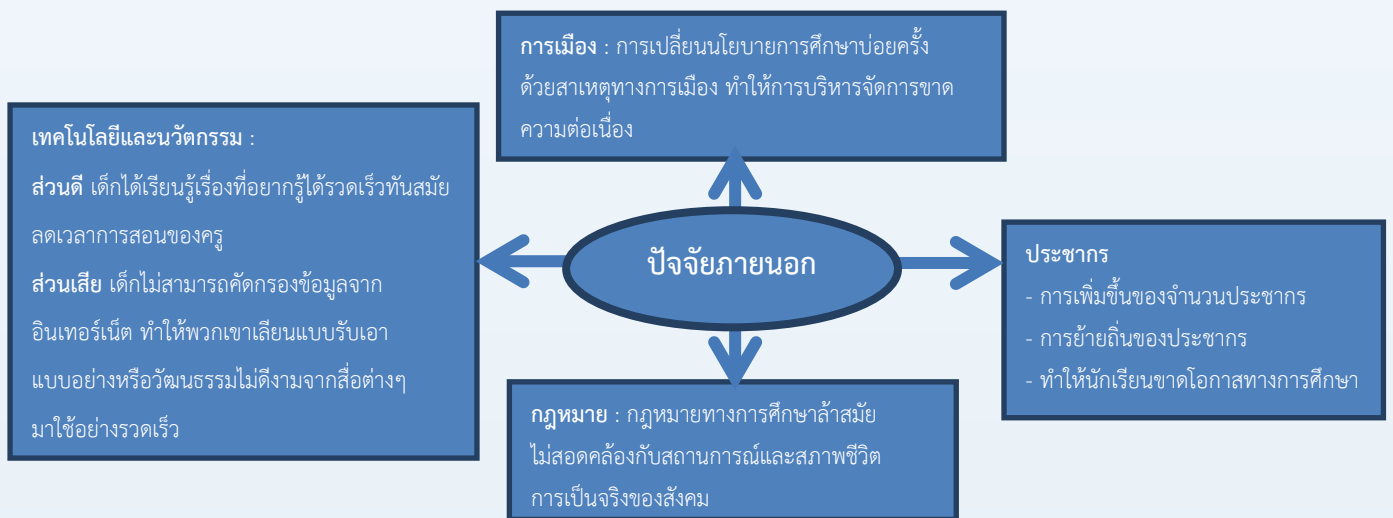 การเมือง : การเปลี่ยนนโยบายการศึกษาบ่อยครั้ง
ด้วยสาเหตุทางการเมือง ทำให้การบริหารจัดการขาด
ความต่อเนื่อง
เทคโนโลยีและนวัตกรรม :
ส่วนดี เด็กได้เรียนรู้เรื่องที่อยากรู้ได้รวดเร็วทันสมัย
ลดเวลาการสอนของครู
ส่วนเสีย เด็กไม่สามารถคัดกรองข้อมูลจาก
อินเทอร์เน็ต ทำให้พวกเขาเลียนแบบรับเอา
แบบอย่างหรือวัฒนธรรมไม่ดีงามจากสื่อต่างๆ
มาใช้อย่างรวดเร็ว
ปัจจัยภายนอก
ประชากร
- การเพิ่มขึ้นของจำนวนประชากร
- การย้ายถิ่นของประชากร
- ทำให้นักเรียนขาดโอกาสทางการศึกษา
กฎหมาย : กฎหมายทางการศึกษาล้าสมัย
ไม่สอดคล้องกับสถานการณ์และสภาพชีวิต
การเป็นจริงของสังคม